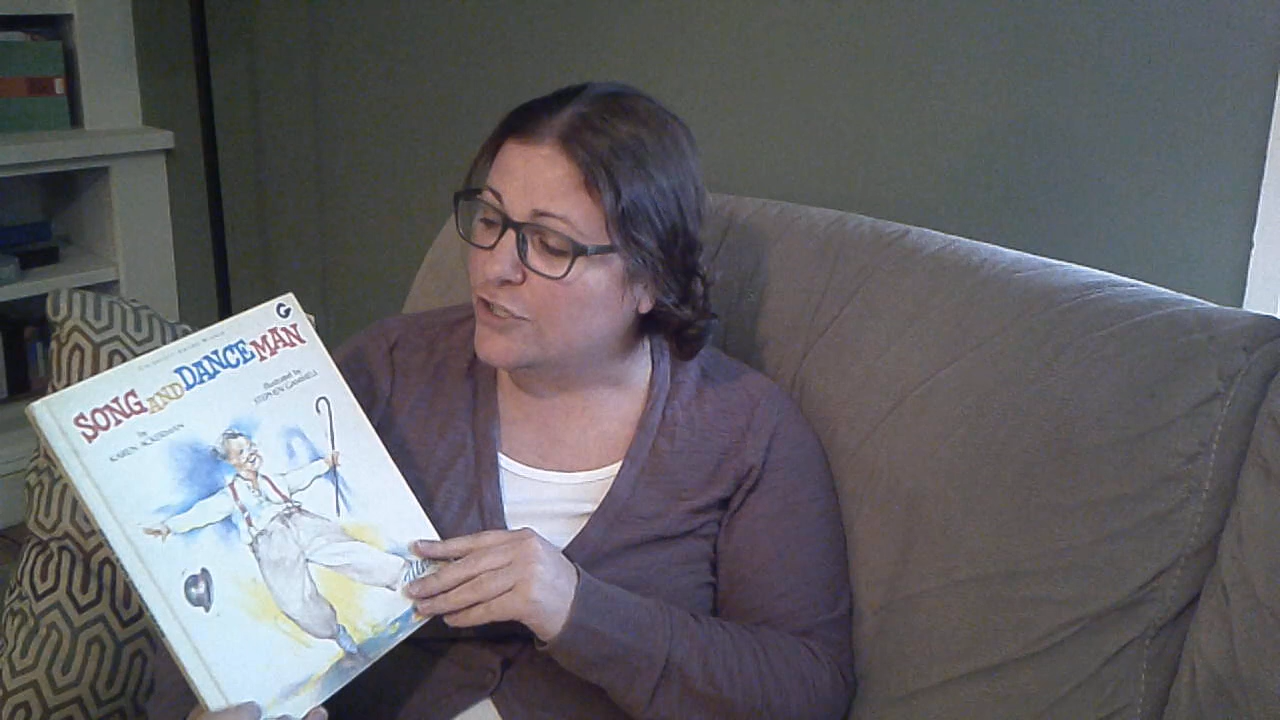 SONG AND DANCE MAN
illustrated by
STEPHEN GAMMELL
by
KAREN ACKERMAN
G